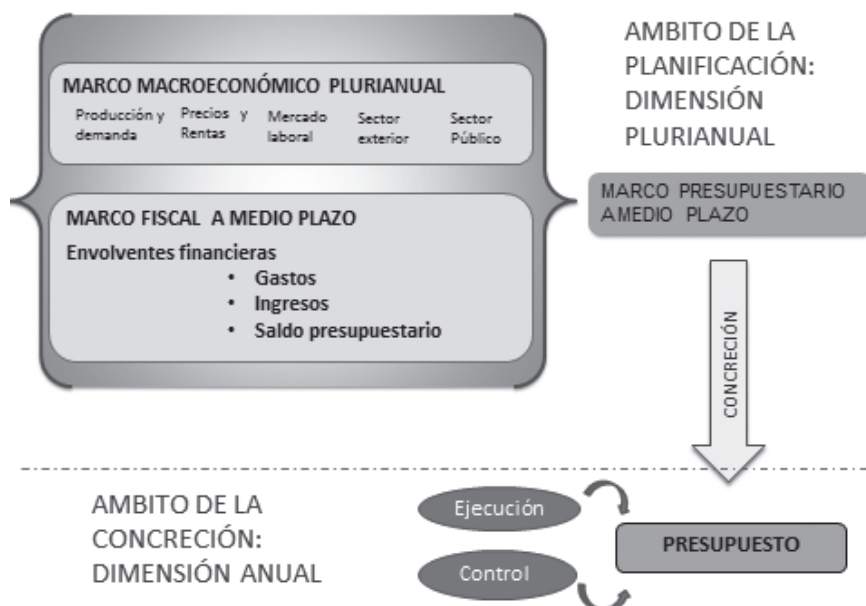 MARCO MACROECONÓMICO PLURIANUAL
Producción y demanda
Precios y Rentas
Mercado laboral
Sector exterior
Sector Público
MARCO FISCAL A MEDIO PLAZO
Envolventes financieras
• Gastos
• Ingresos
• Saldo presupuestario
AMBITO DE LA
PLANIFICACIÓN:
DIMENSIÓN
PLURIANUAL
MARCO PRESUPUESTARIO
A MEDIO PLAZO
CONCRECIÓN
AMBITO DE LA
CONCRECIÓN:
DIMENSIÓN ANUAL
Ejecución
Control
PRESUPUESTO